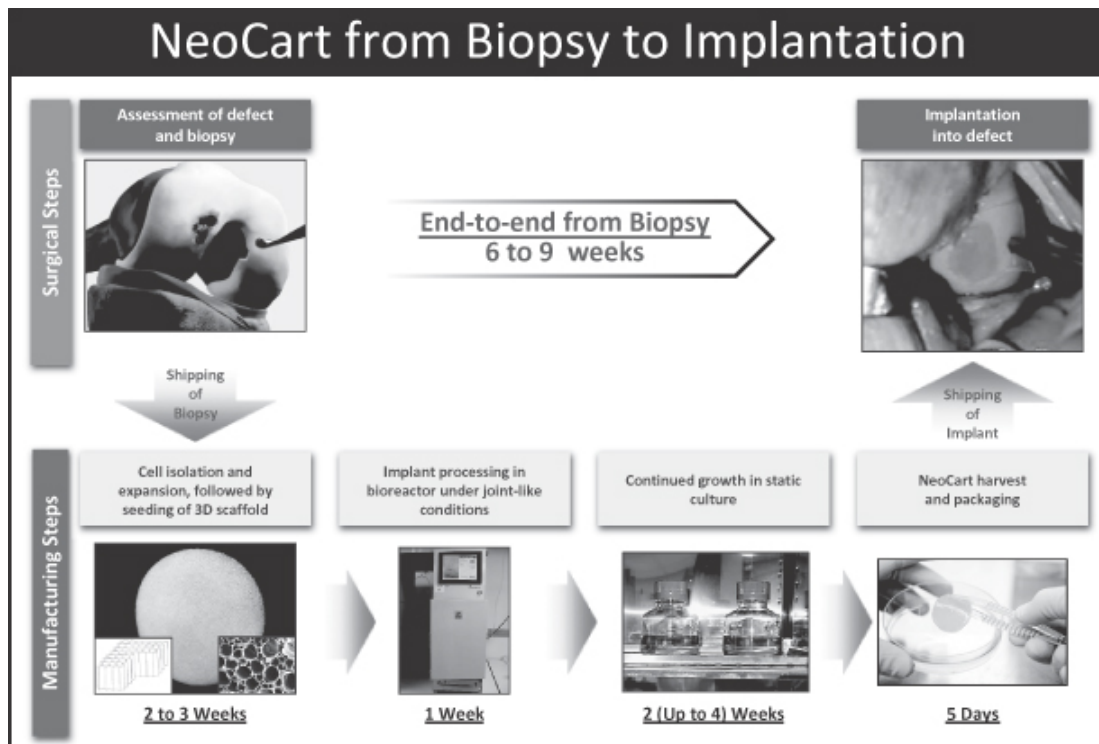 NeoCart from Biopsy to Implantation
Surgical Steps
Assessment of defect
and biopsy
End-to-end from Biopsy
6 to 9 weeks
Implantation
into defect
Shipping
of
Biopsy
Shipping
of
Implant
Manufacturing Steps
Cell isolation and
expansion, followed by
seeding of 3D scaffold
Implant processing in
bioreactor under joint-like
conditions
Continued growth in static
culture
NeoCart harvest
and packaging
2 to 3 Weeks
1 Week
2 (Up to 4) Weeks
5 Days